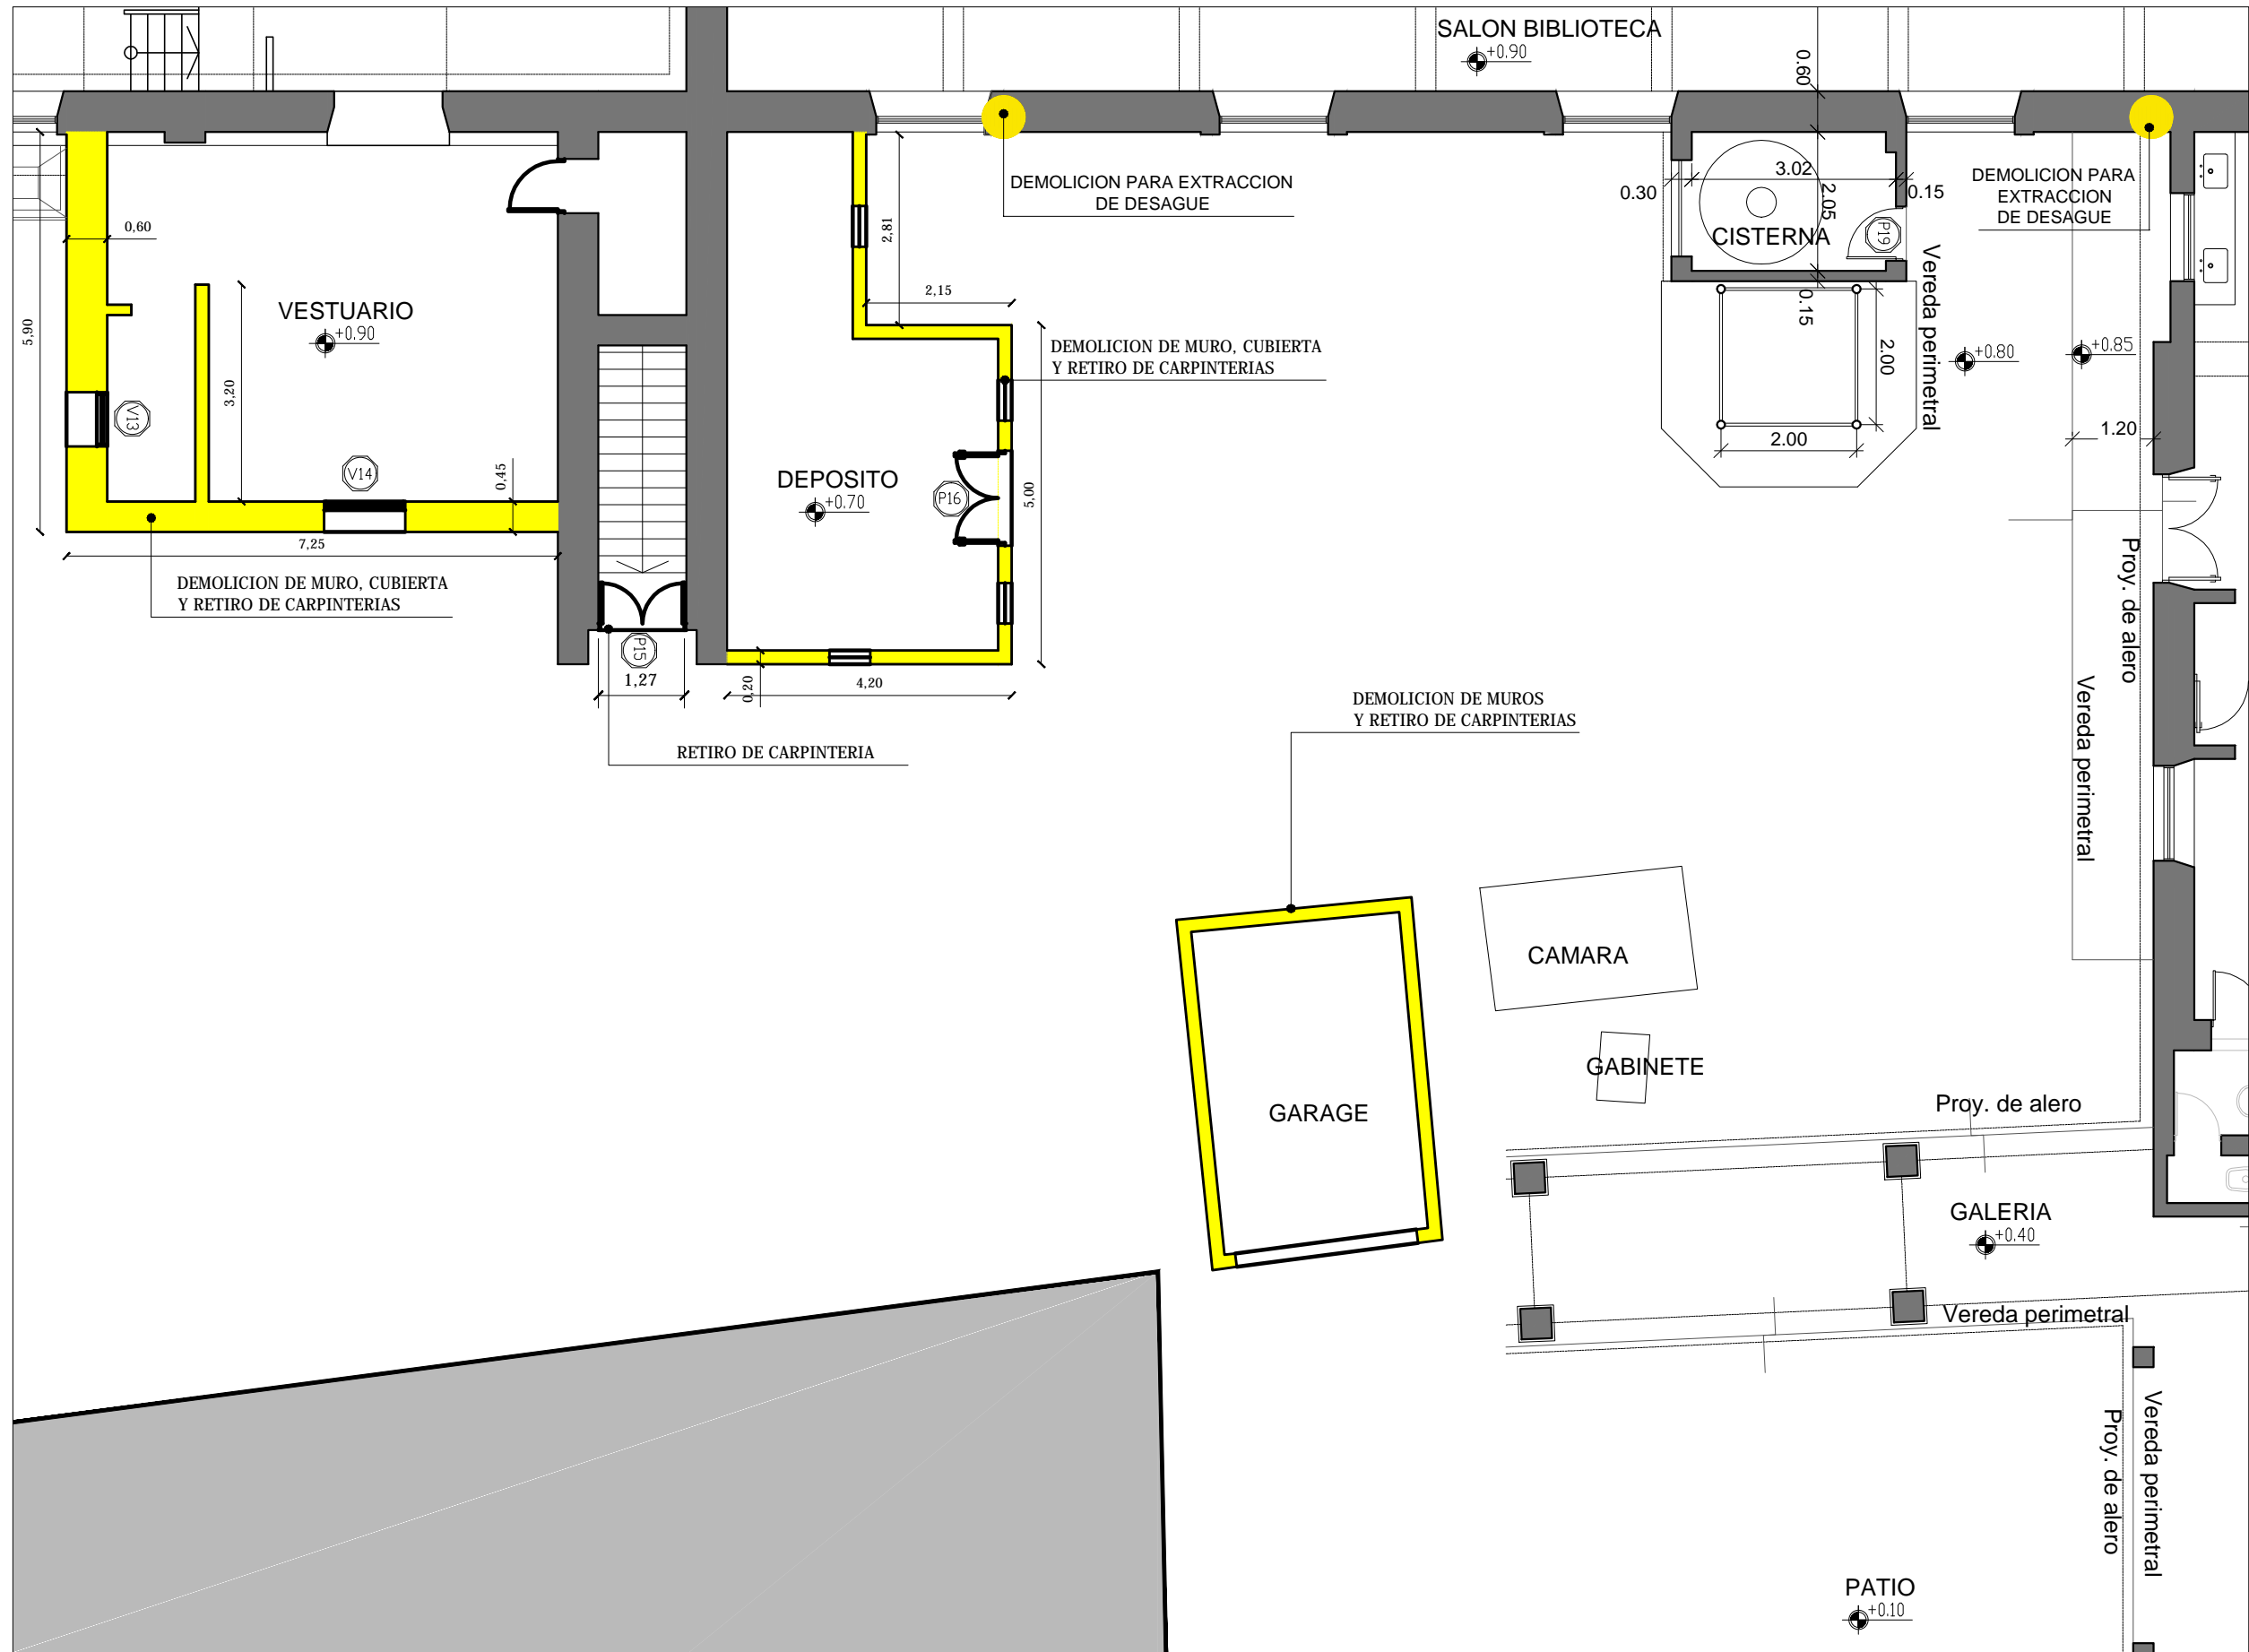 SALON BIBLIOTECA
+0.90
0.60
DEMOLICION PARA EXTRACCION
DE DESAGUE
0.30
3.02
2.05
0.15
CISTERNA
P19
DEMOLICION PARA
EXTRACCION
DE DESAGUE
0,60
5,90
VESTUARIO
+0.90
3,20
V13
V14
0,45
7,25
DEMOLICION DE MURO, CUBIERTA
Y RETIRO DE CARPINTERIAS
2,81
2,15
DEMOLICION DE MURO, CUBIERTA
Y RETIRO DE CARPINTERIAS
DEPOSITO
+0.70
P16
5,00
P15
1,27
0,20
4,20
RETIRO DE CARPINTERIA
0.15
2.00
2.00
Vereda perimetral
+0.80
+0.85
1.20
Proy. de alero
Vereda perimetral
DEMOLICION DE MUROS
Y RETIRO DE CARPINTERIAS
CAMARA
GABINETE
GARAGE
Proy. de alero
GALERIA
+0.40
Vereda perimetral
Vereda perimetral
Proy. de alero
PATIO
+0.10